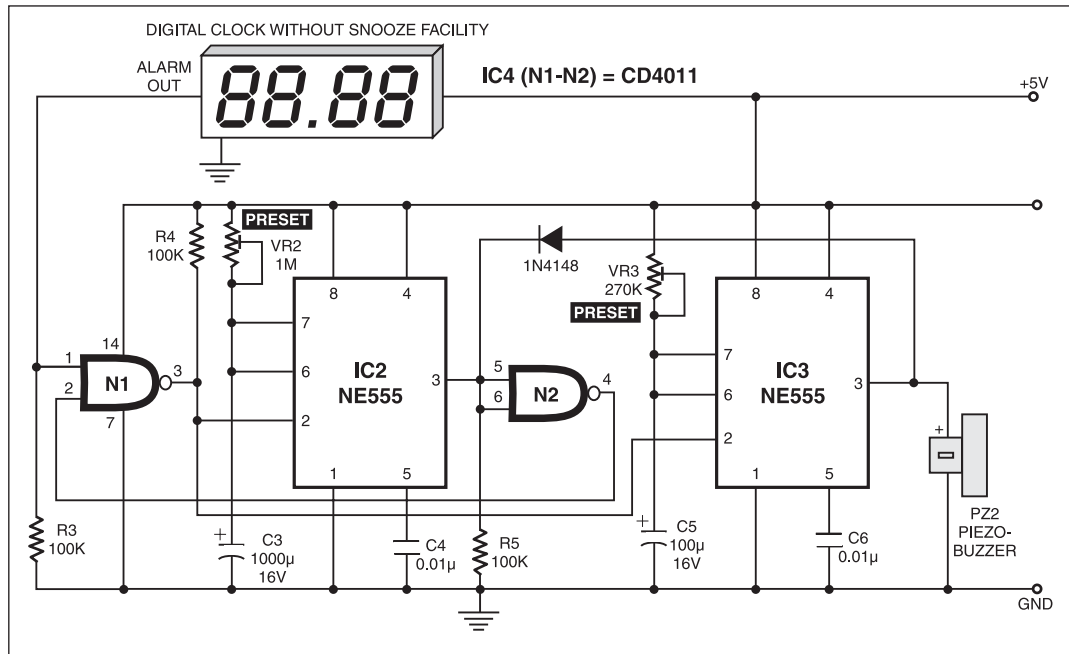 DIGITAL CLOCK WITHOUT SNOOZE FACILITY
ALARM
OUT
88.88
IC4 (N1-N2) = CD4011
+5V
R4
100K
PRESET
VR2
1M
1N4148
VR3
270K
PRESET
8
4
7
6
2
IC2
NE555
3
1
5
14
1
2
N1
3
7
5
6
N2
4
8
4
7
6
2
IC3
NE555
3
1
5
+
PZ2
PIEZO-
BUZZER
R3
100K
+
C3
1000µ
16V
C4
0.01µ
R5
100K
+
C5
100µ
16V
C6
0.01µ
GND